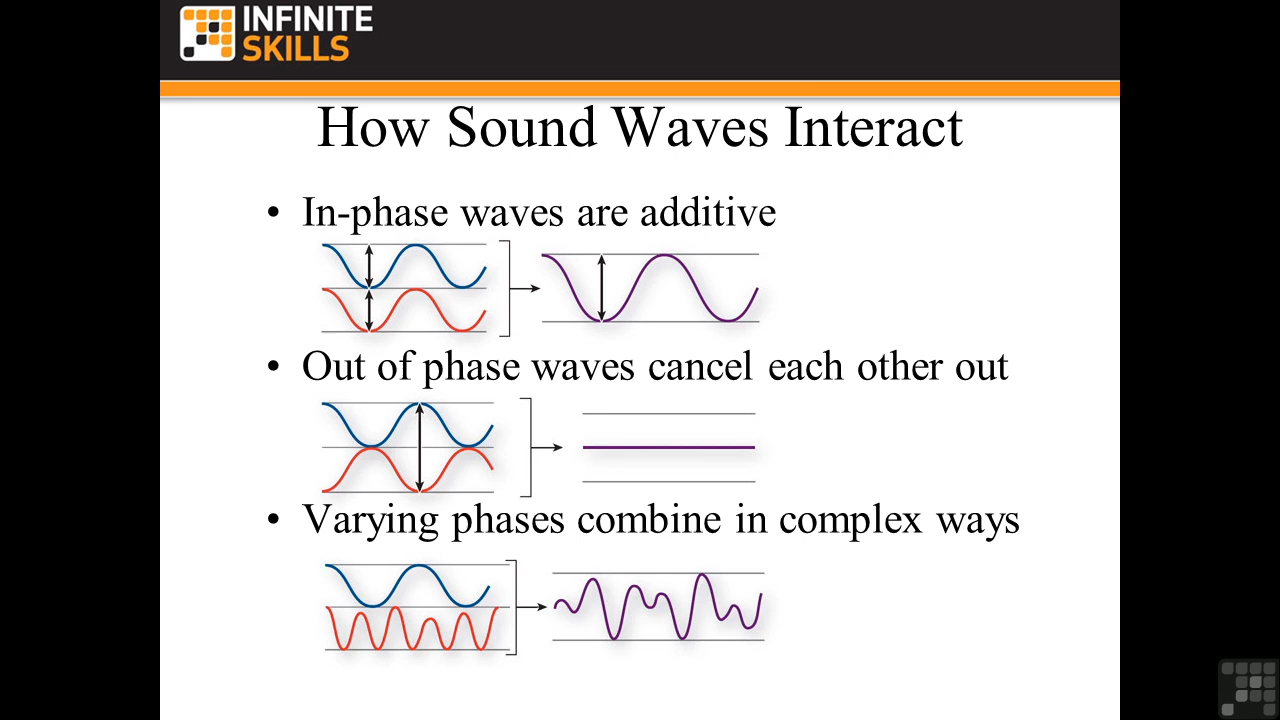 INFINITE
SKILLS
How Sound Waves Interact
• In-phase waves are additive
• Out of phase waves cancel each other out
• Varying phases combine in complex ways